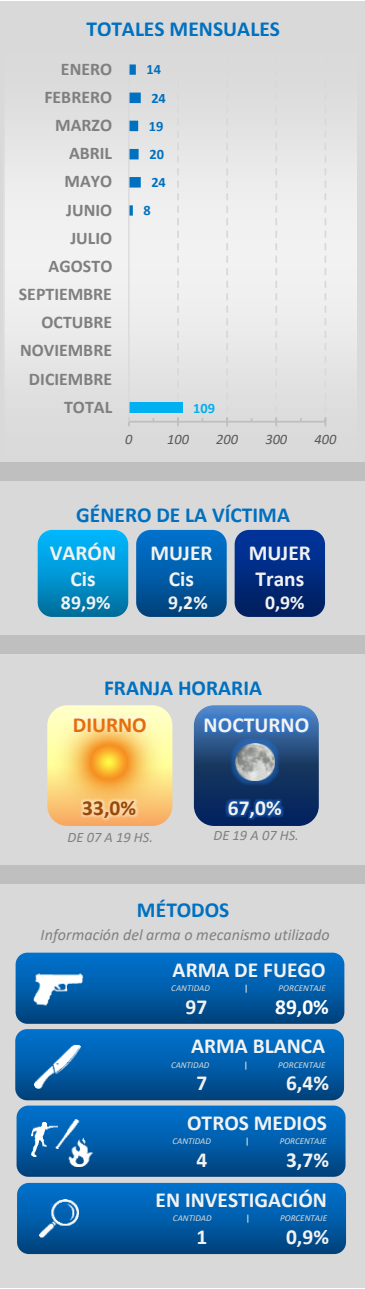 TOTALES MENSUALES
ENERO 14
FEBRERO 24
MARZO 19
ABRIL 20
MAYO 24
JUNIO 8
JULIO
AGOSTO
SEPTIEMBRE
OCTUBRE
NOVIEMBRE
DICIEMBRE
TOTAL 109
0 100 200 300 400
GÉNERO DE LA VÍCTIMA
VARÓN MUJER MUJER
Cis Cis Trans
89,9% 9,2% 0,9%
FRANJA HORARIA
DIURNO NOCTURNO
33,0% 67,0%
DE 07 A 19 HS. DE 19 A 07 HS.
MÉTODOS
Información del arma o mecanismo utilizado
ARMA DE FUEGO
CANTIDAD | PORCENTAJE
97 89,0%
ARMA BLANCA
CANTIDAD | PORCENTAJE
7 6,4%
OTROS MEDIOS
CANTIDAD | PORCENTAJE
4 3,7%
EN INVESTIGACIÓN
CANTIDAD | PORCENTAJE
1 0,9%